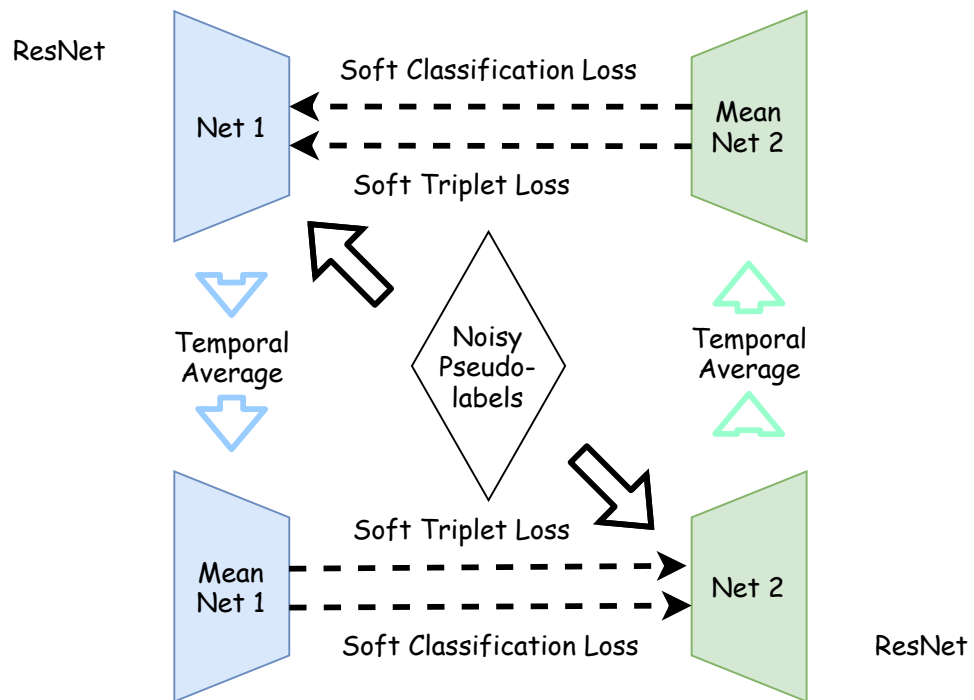 ResNet
Soft Classification Loss
Net 1
Mean
Net 2
Soft Triplet Loss
Temporal
Average
Noisy
Pseudo-
labels
Temporal
Average
Soft Triplet Loss
Mean
Net 1
Net 2
Soft Classification Loss
ResNet